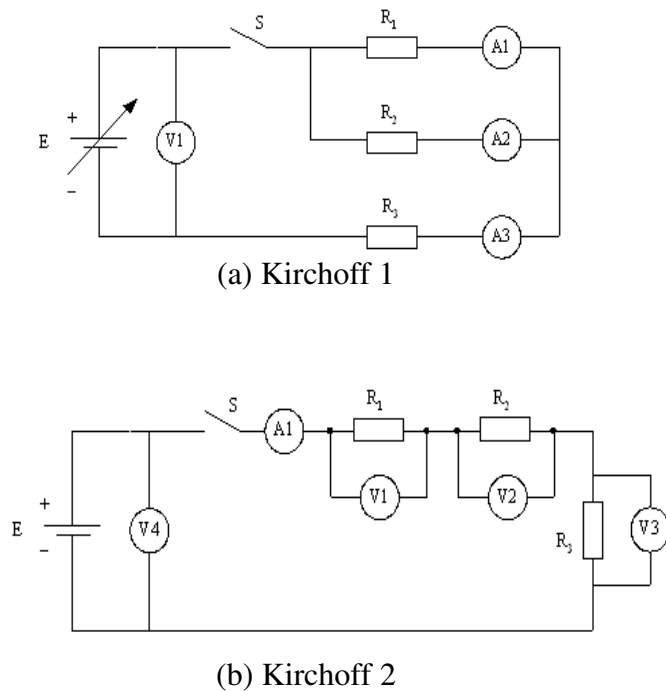 S
R₁
A1
+
E
V1
R₂
A2
−
R₃
A3
(a) Kirchoff 1
S
A1
R₁
R₂
V1
V2
+
E
−
V4
R₃
V3
(b) Kirchoff 2